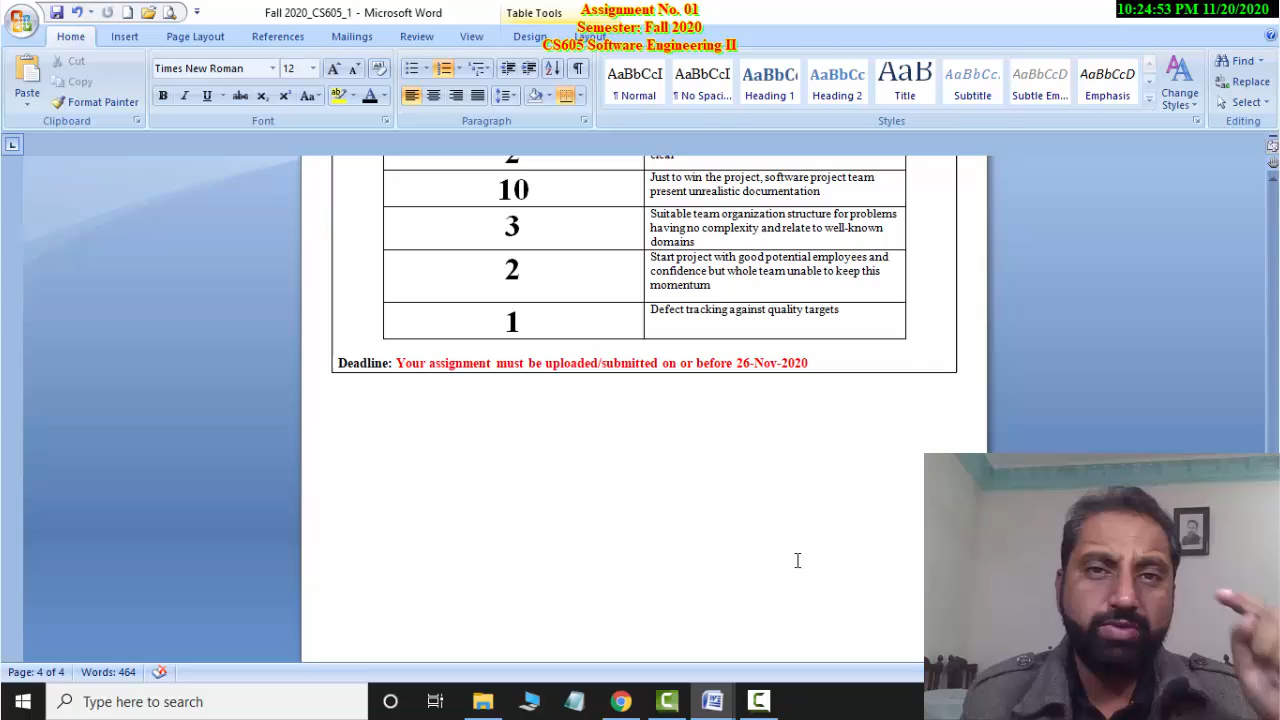 Fall 2020_CS605_1 - Microsoft Word
Table Tools
Assignment No. 01
Semester: Fall 2020
CS605 Software Engineering II
10:24:53 PM 11/20/2020
Home Insert Page Layout References Mailings Review View Design Layout
Paste
Cut
Copy
Format Painter
Clipboard
Times New Roman 12
Font
Paragraph
AaBbCcI AaBbCcI AaBbC AaBbCc AaB AaBbCc. AaBbCcD AaBbCcD
¶ Normal ¶ No Spaci... Heading 1 Heading 2 Title Subtitle Subtle Em... Emphasis
Styles
Change Styles
Find
Replace
Select
Editing
2 clear
10 Just to win the project, software project team
present unrealistic documentation
3 Suitable team organization structure for problems
having no complexity and relate to well-known
domains
2 Start project with good potential employees and
confidence but whole team unable to keep this
momentum
1 Defect tracking against quality targets
Deadline: Your assignment must be uploaded/submitted on or before 26-Nov-2020
Page: 4 of 4 Words: 464
Type here to search